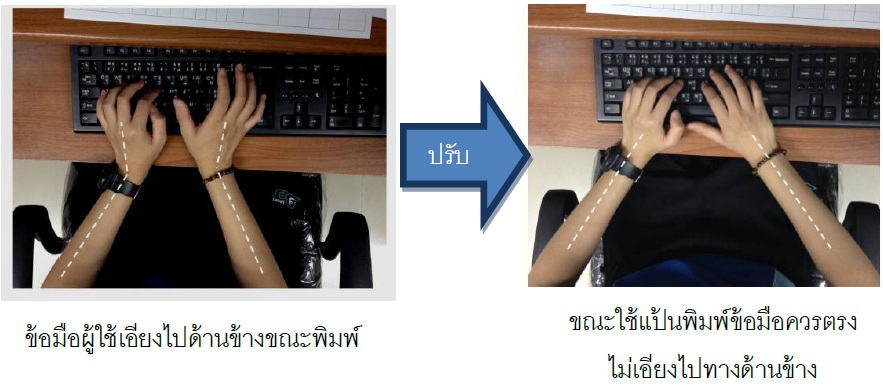 ปรับ
ข้อมือผู้ใช้เอียงไปด้านข้างขณะพิมพ์
ขณะใช้แป้นพิมพ์ข้อมือควรตรง
ไม่เอียงไปทางด้านข้าง